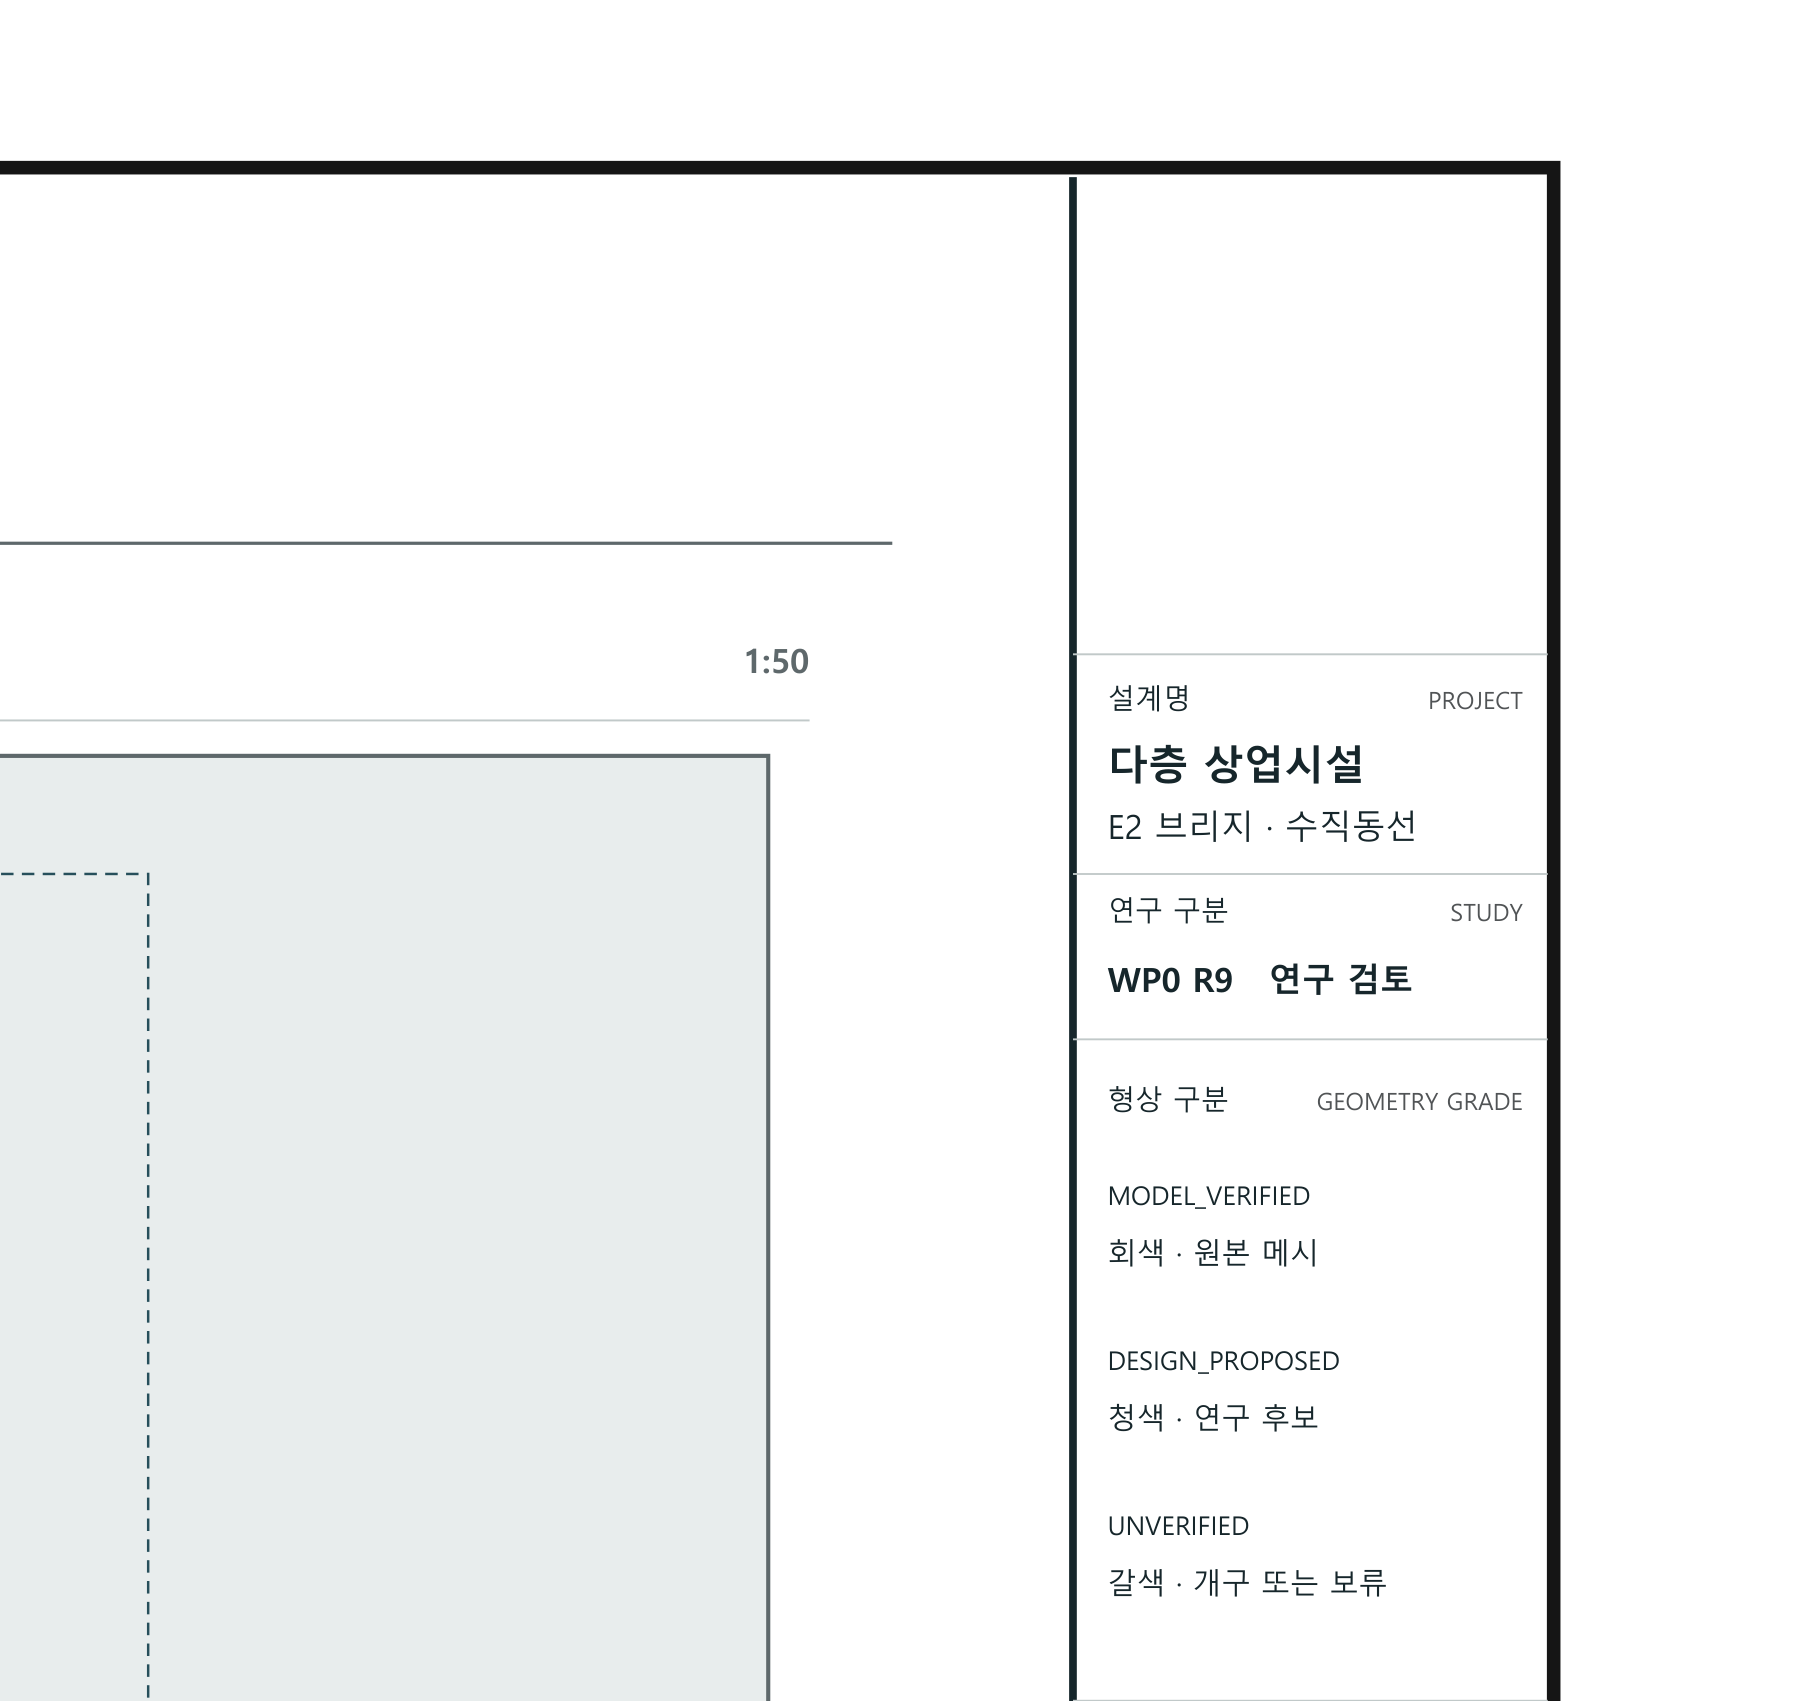 1:50
설계명 PROJECT
다층 상업시설
E2 브리지 · 수직동선
연구 구분 STUDY
WP0 R9 연구 검토
형상 구분 GEOMETRY GRADE
MODEL_VERIFIED
회색 · 원본 메시
DESIGN_PROPOSED
청색 · 연구 후보
UNVERIFIED
갈색 · 개구 또는 보류